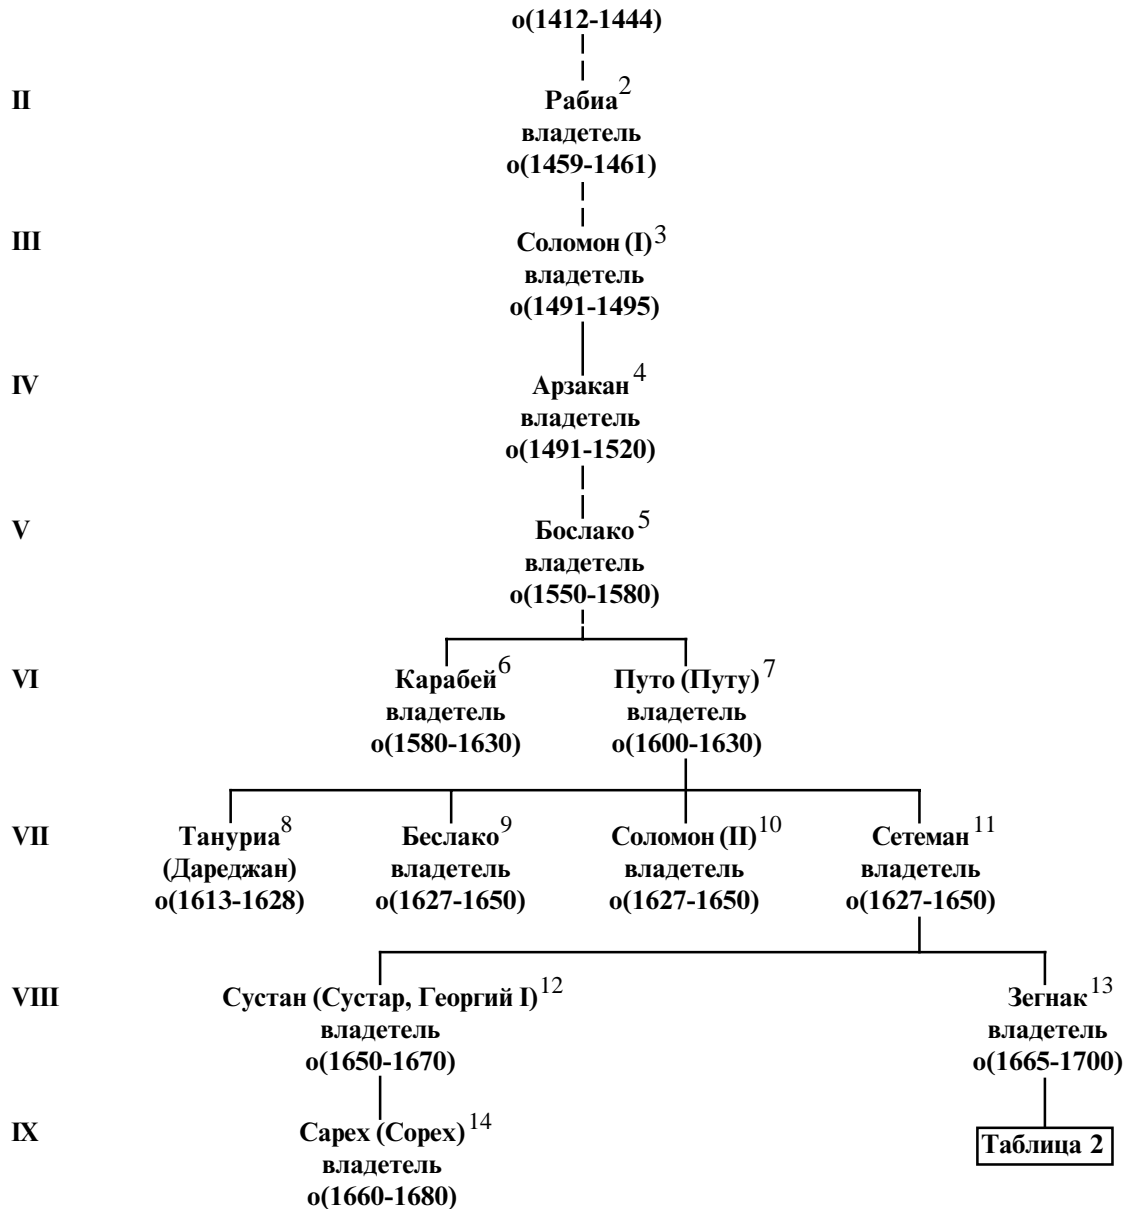 о(1412-1444)
II Рабиа2
владетель
о(1459-1461)
III Соломон (I)3
владетель
о(1491-1495)
IV Арзакан4
владетель
о(1491-1520)
V Бослако5
владетель
о(1550-1580)
VI Карабей6 Путо (Путу)7
владетель владетель
о(1580-1630) о(1600-1630)
VII Тануриа8 Беслако9 Соломон (II)10 Сетеман11
(Дареджан) владетель владетель владетель
о(1613-1628) о(1627-1650) о(1627-1650) о(1627-1650)
VIII Сустан (Сустар, Георгий I)12 Зегнак13
владетель владетель
о(1650-1670) о(1665-1700)
IX Сарех (Сорех)14 Таблица 2
владетель
о(1660-1680)